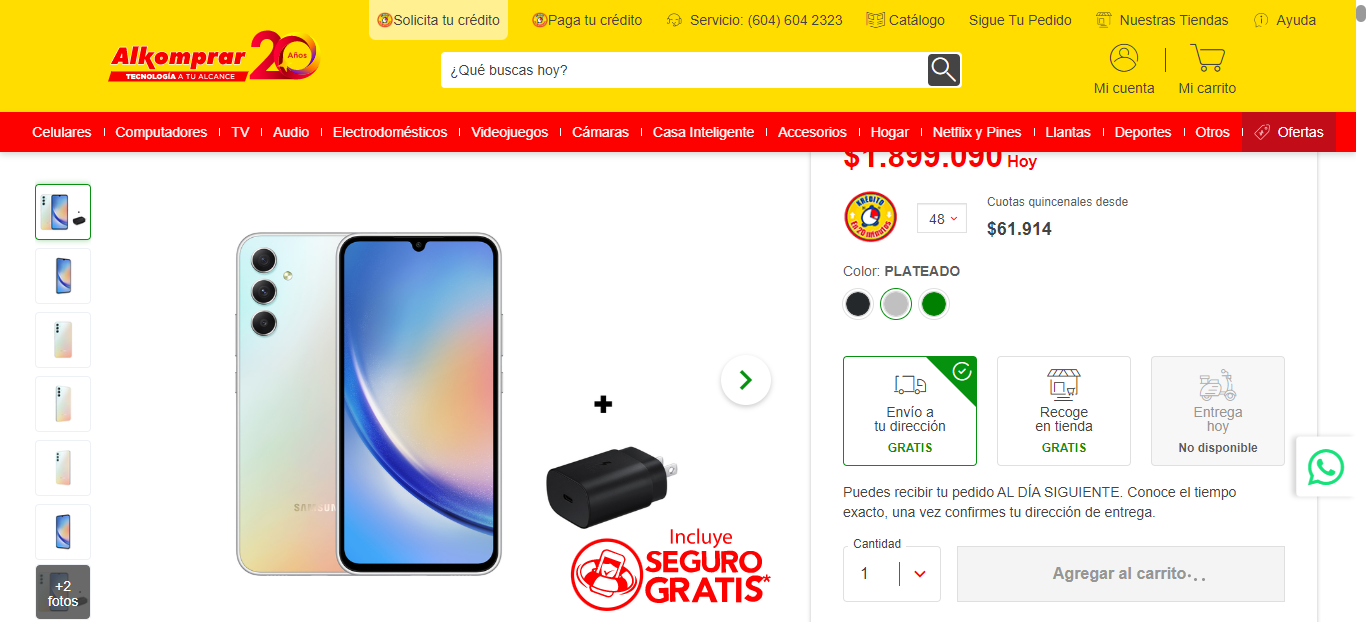 Solicita tu crédito
Paga tu crédito
Servicio: (604) 604 2323
Catálogo
Sigue Tu Pedido
Nuestras Tiendas
Ayuda
Alkomprar
TECNOLOGÍA A TU ALCANCE
20 Años
¿Qué buscas hoy?
Mi cuenta
Mi carrito
Celulares
Computadores
TV
Audio
Electrodomésticos
Videojuegos
Cámaras
Casa Inteligente
Accesorios
Hogar
Netflix y Pines
Llantas
Deportes
Otros
Ofertas
$1.899.090 Hoy
KRÉDITO
En 20 minutos
48
Cuotas quincenales desde
$61.914
Color: PLATEADO
Envío a
tu dirección
GRATIS
Recoge
en tienda
GRATIS
Entrega
hoy
No disponible
Puedes recibir tu pedido AL DÍA SIGUIENTE. Conoce el tiempo
exacto, una vez confirmes tu dirección de entrega.
Cantidad
1
Agregar al carrito...
+
Incluye
SEGURO
GRATIS*
SAMSUN
+2
fotos